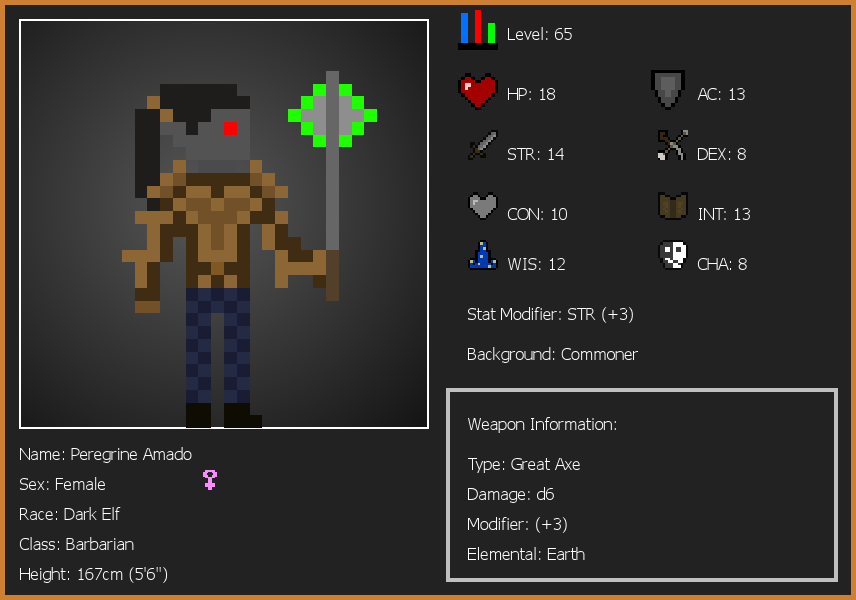 Level: 65
HP: 18
AC: 13
STR: 14
DEX: 8
CON: 10
INT: 13
WIS: 12
CHA: 8
Stat Modifier: STR (+3)
Background: Commoner
Weapon Information:
Type: Great Axe
Damage: d6
Modifier: (+3)
Elemental: Earth
Name: Peregrine Amado
Sex: Female
Race: Dark Elf
Class: Barbarian
Height: 167cm (5'6")